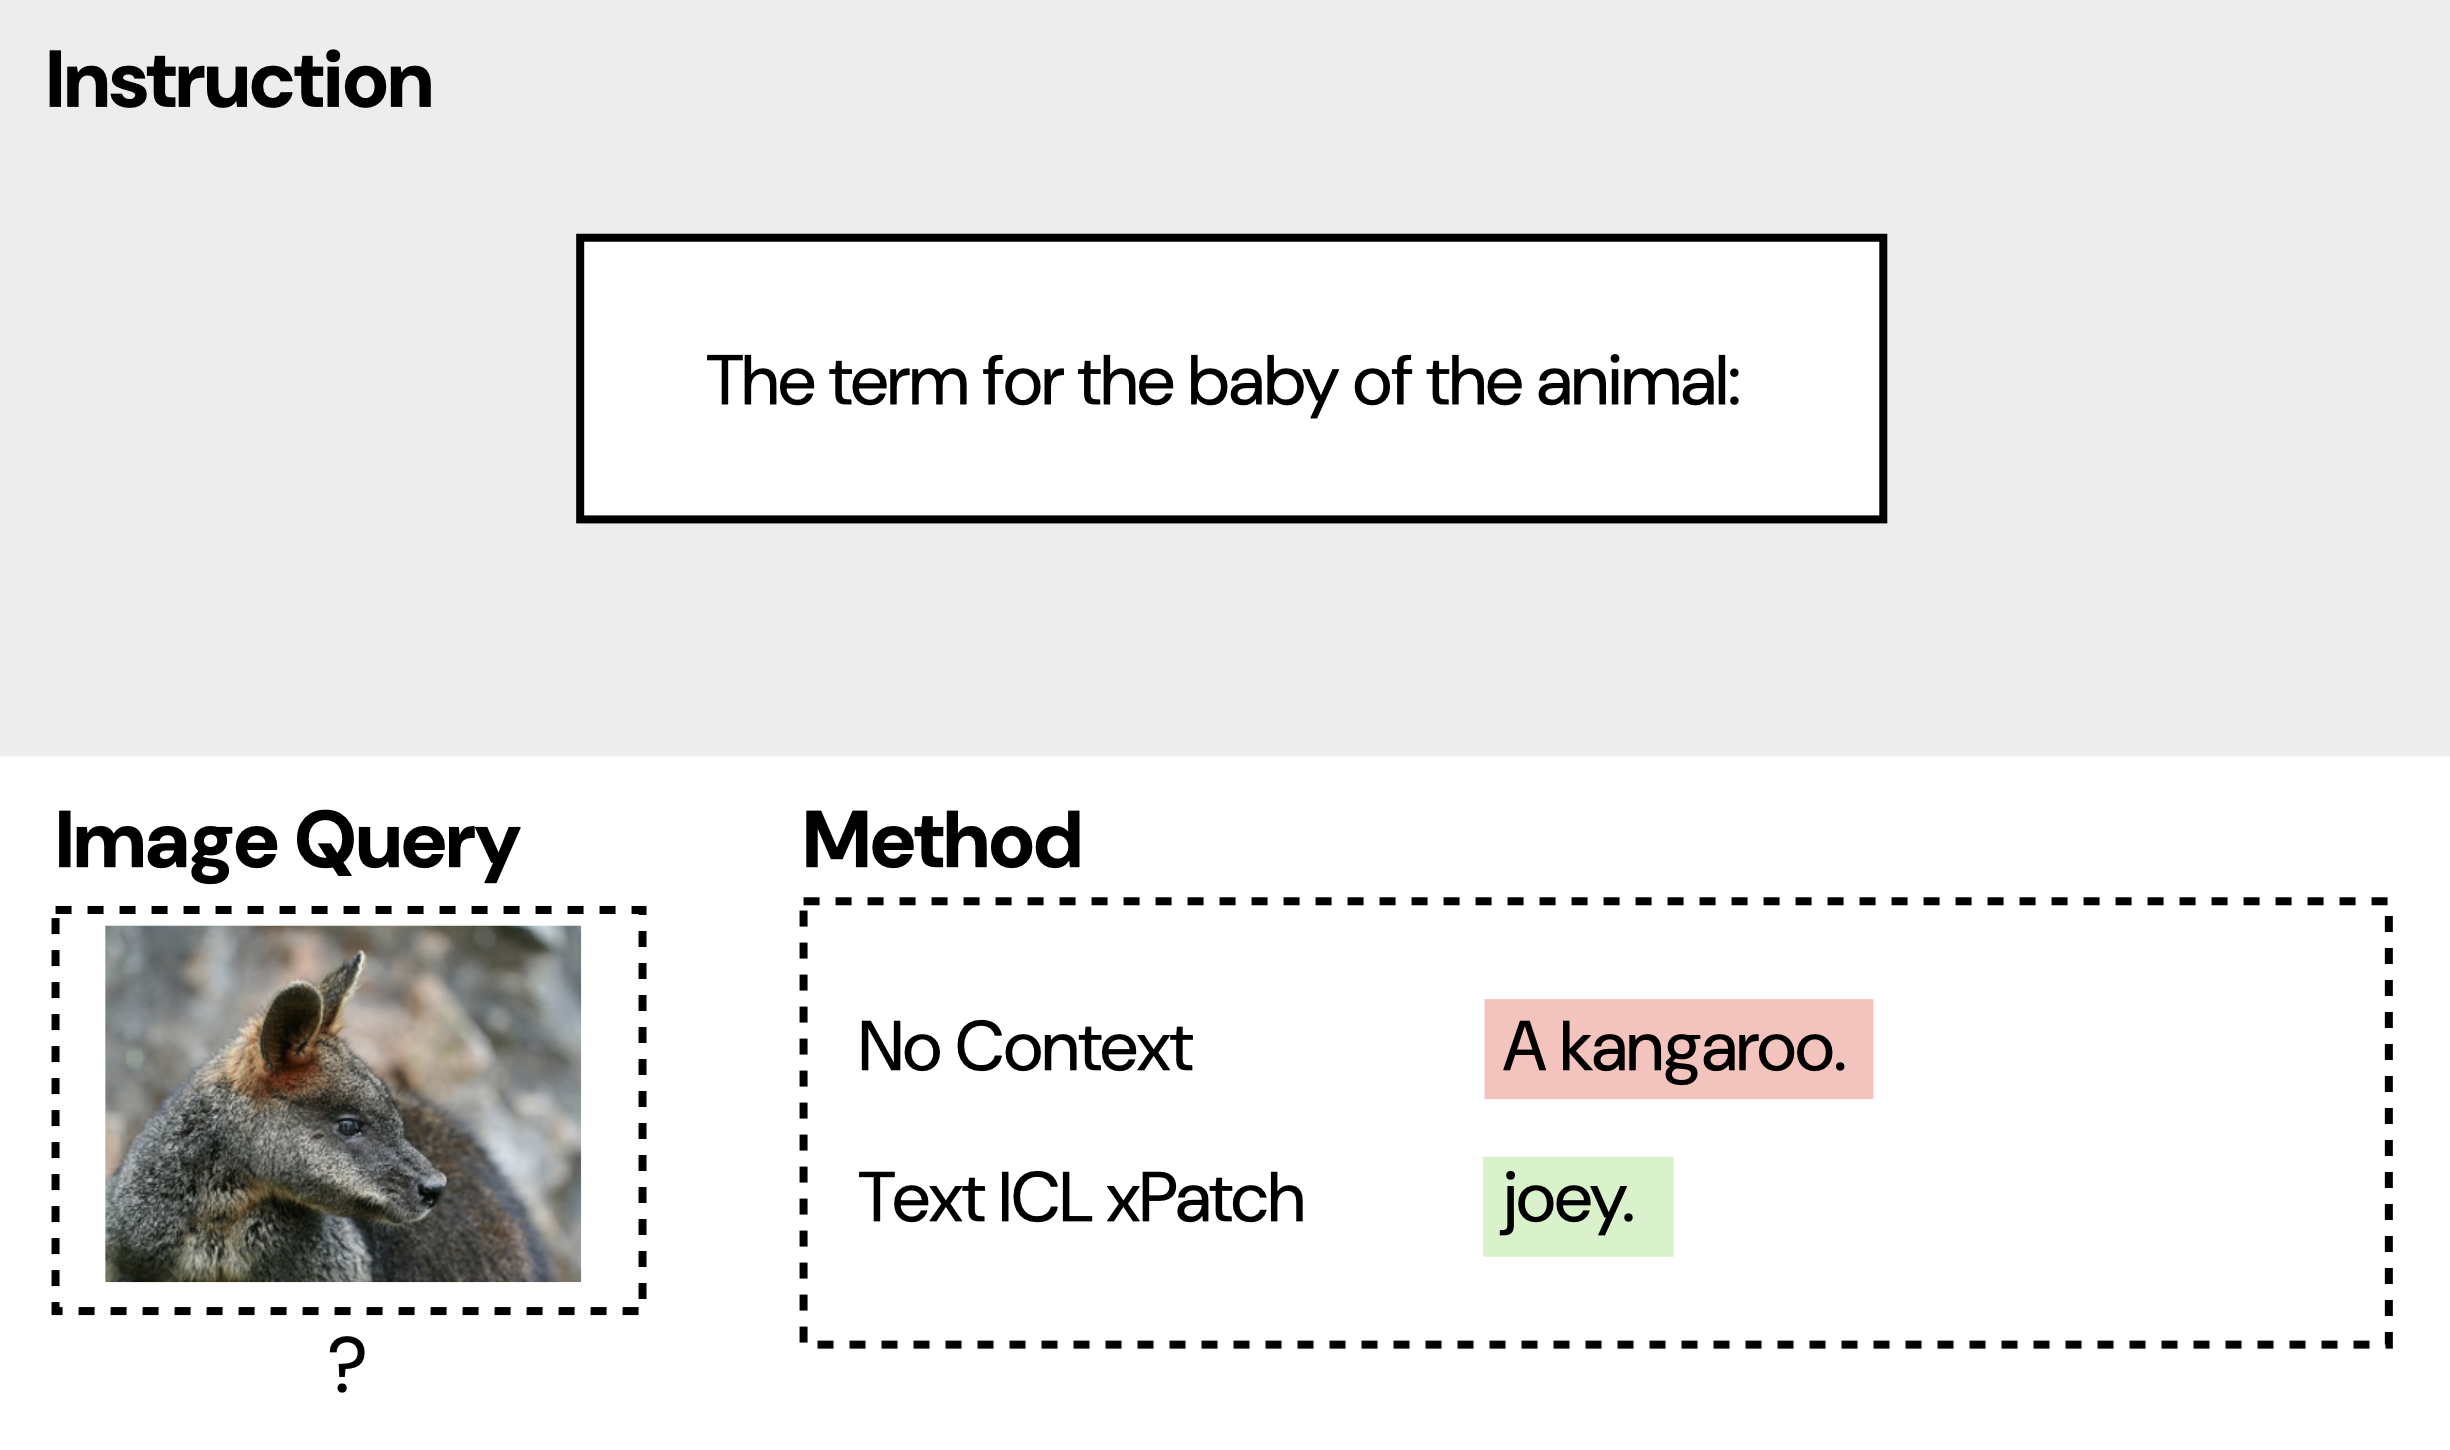 Instruction
The term for the baby of the animal:
Image Query
?
Method
No Context A kangaroo.
Text ICL xPatch joey.